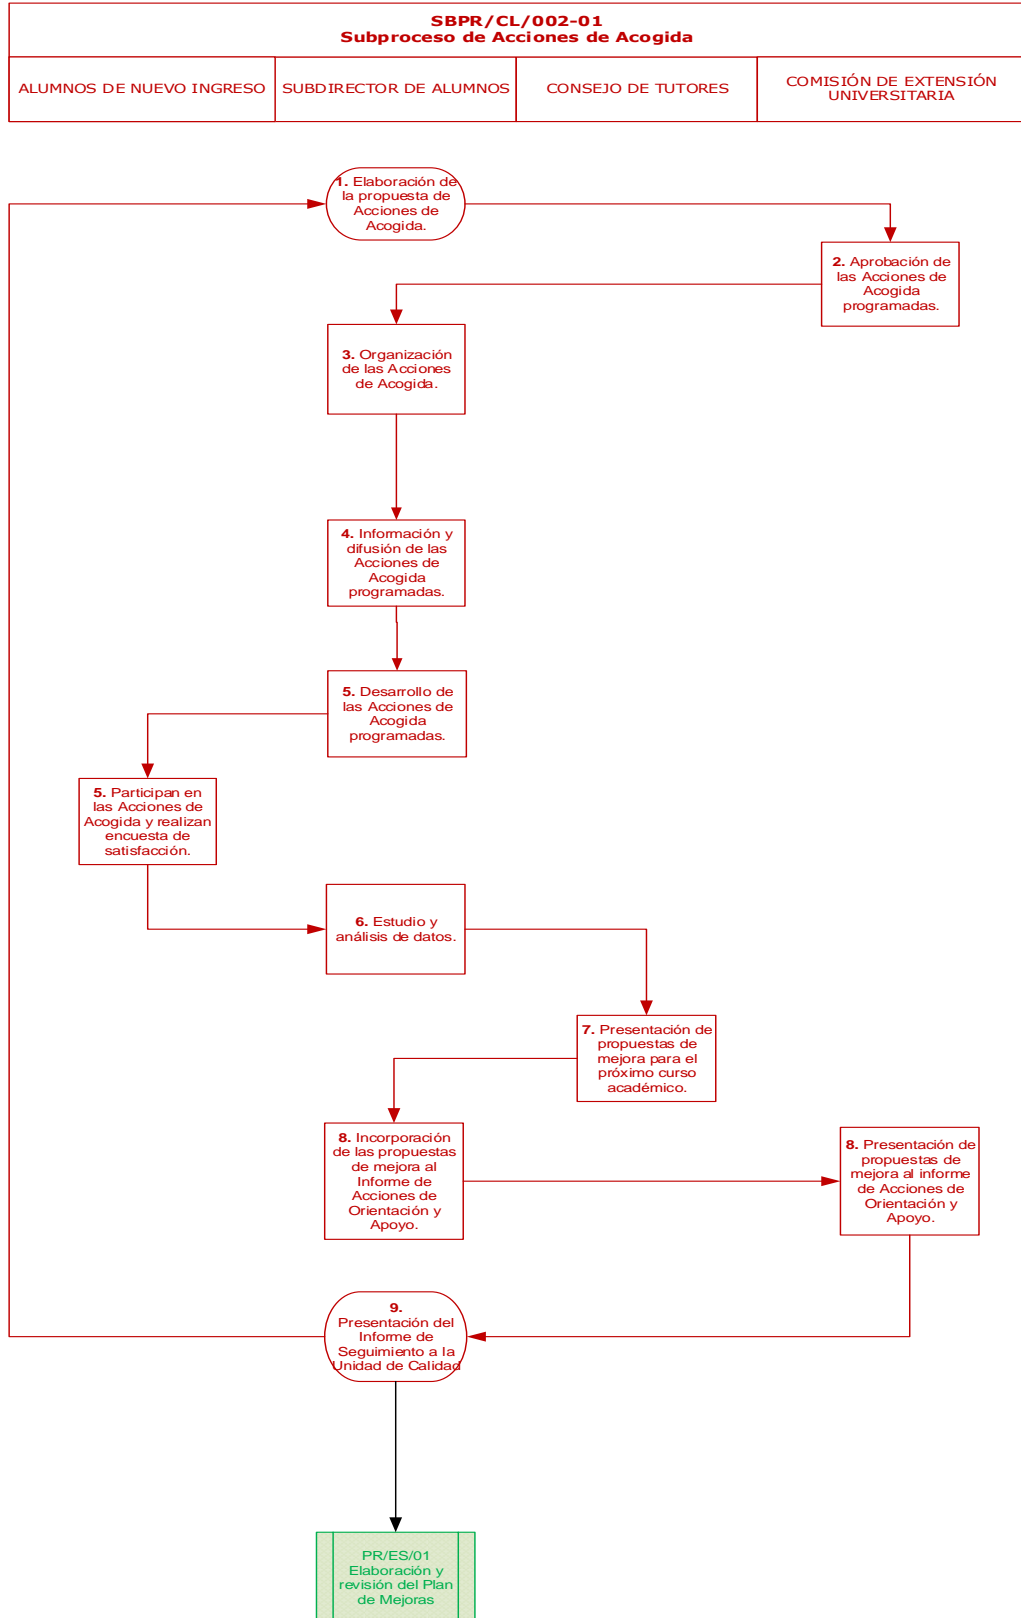 SBPR/CL/002-01
Subproceso de Acciones de Acogida
ALUMNOS DE NUEVO INGRESO
SUBDIRECTOR DE ALUMNOS
CONSEJO DE TUTORES
COMISIÓN DE EXTENSIÓN
UNIVERSITARIA
1. Elaboración de
la propuesta de
Acciones de
Acogida.
2. Aprobación de
las Acciones de
Acogida
programadas.
3. Organización
de las Acciones
de Acogida.
4. Información y
difusión de las
Acciones de
Acogida
programadas.
5. Desarrollo de
las Acciones de
Acogida
programadas.
5. Participan en
las Acciones de
Acogida y realizan
encuesta de
satisfacción.
6. Estudio y
análisis de datos.
7. Presentación de
propuestas de
mejora para el
próximo curso
académico.
8. Incorporación
de las propuestas
de mejora al
Informe de
Acciones de
Orientación y
Apoyo.
8. Presentación de
propuestas de
mejora al informe
de Acciones de
Orientación y
Apoyo.
9.
Presentación del
Informe de
Seguimiento a la
Unidad de Calidad
PR/ES/01
Elaboración y
revisión del Plan
de Mejoras